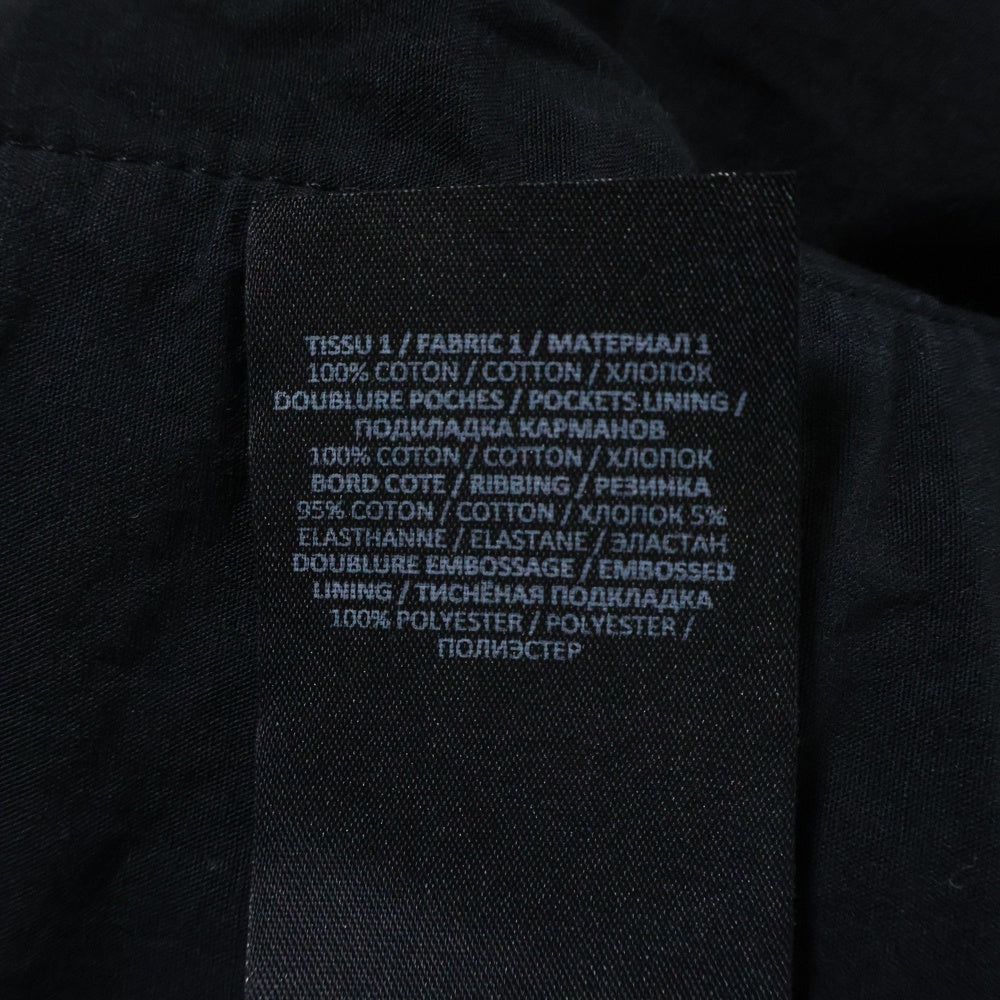 TISSU 1 / FABRIC 1 / МАТЕРИАЛ 1
100% COTON / COTTON / ХЛОПОК
DOUBLURE POCHES / POCKETS LINING /
ПОДКЛАДКА КАРМАНОВ
100% COTON / COTTON / ХЛОПОК
BORD COTE / RIBBING / РЕЗИНКА
95% COTON / COTTON / ХЛОПОК 5%
ELASTHANNE / ELASTANE / ЭЛАСТАН
DOUBLURE EMBOSSAGE / EMBOSSED
LINING / ТИСНЁНАЯ ПОДКЛАДКА
100% POLYESTER / POLYESTER /
ПОЛИЭСТЕР